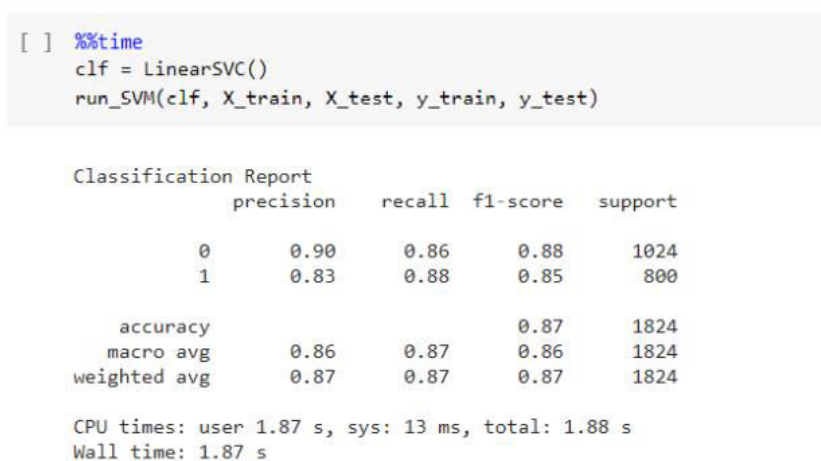 [ ] %%time
clf = LinearSVC()
run_SVM(clf, X_train, X_test, y_train, y_test)
Classification Report
precision recall f1-score support
0 0.90 0.86 0.88 1024
1 0.83 0.88 0.85 800
accuracy 0.87 1824
macro avg 0.86 0.87 0.86 1824
weighted avg 0.87 0.87 0.87 1824
CPU times: user 1.87 s, sys: 13 ms, total: 1.88 s
Wall time: 1.87 s